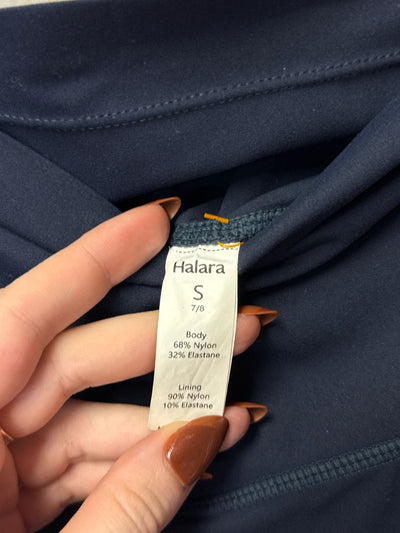 Halara
S
7/8
Body
68% Nylon
32% Elastane
Lining
90% Nylon
10% Elastane